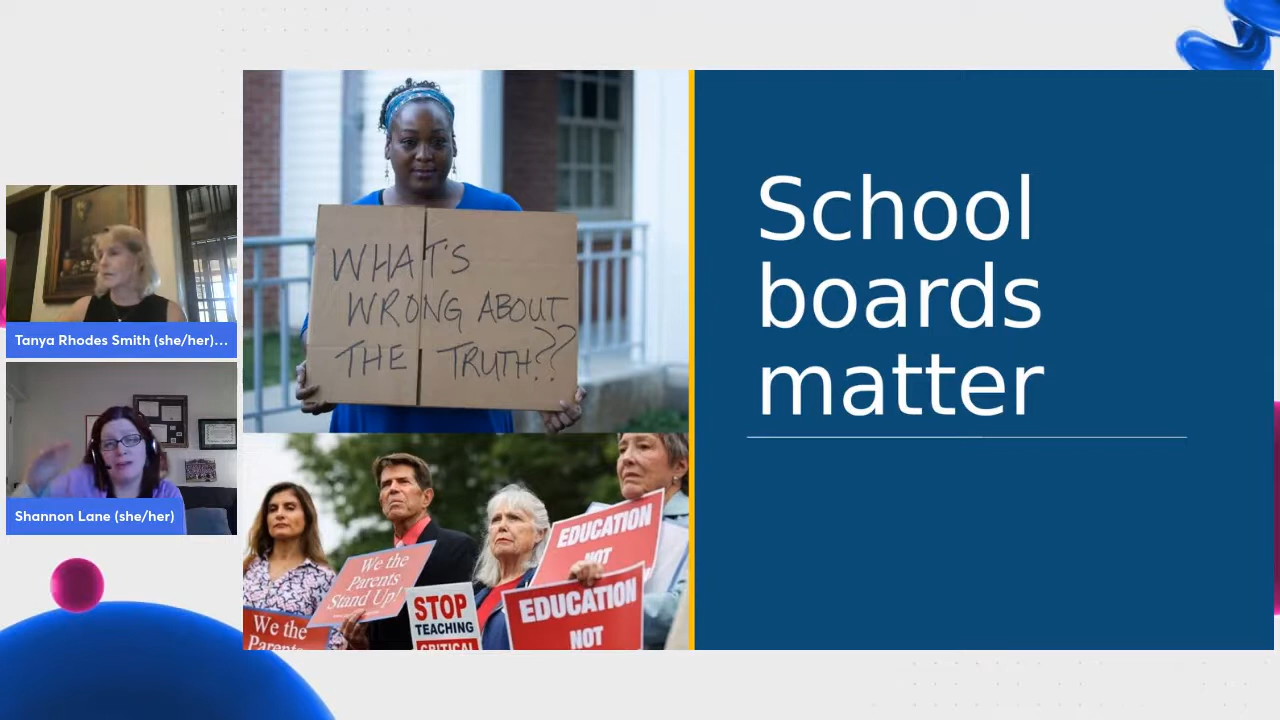 Tanya Rhodes Smith (she/her)...
Shannon Lane (she/her)
WHAT'S
WRONG ABOUT
THE TRUTH??
We the
Parents
Stand Up!
We the
Parents
STOP
TEACHING
CRITICAL
EDUCATION
NOT
EDUCATION
NOT
School
boards
matter